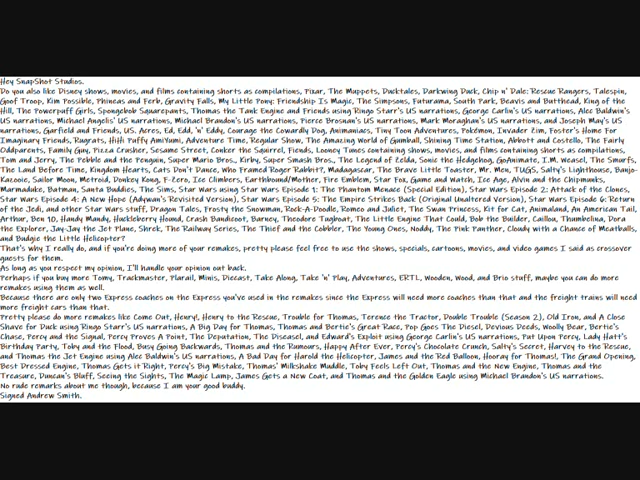 Hey SnapShot Studios.
Do you also like Disney shows, movies, and films containing shorts as compilations, Pixar, The Muppets, Ducktales, Darkwing Duck, Chip n' Dale: Rescue Rangers, Talespin,
Goof Troop, Kim Possible, Phineas and Ferb, Gravity Falls, My Little Pony: Friendship Is Magic, The Simpsons, Futurama, South Park, Beavis and Butthead, King of the
Hill, The Powerpuff Girls, Spongebob Squarepants, Thomas the Tank Engine and Friends using Ringo Starr's US narrations, George Carlin's US narrations, Alec Baldwin's
US narrations, Michael Angelis' US narrations, Michael Brandon's US narrations, Pierce Brosnan's US narrations, Mark Moraghan's US narrations, and Joseph May's US
narrations, Garfield and Friends, U.S. Acres, Ed, Edd, 'n' Eddy, Courage the Cowardly Dog, Animaniacs, Tiny Toon Adventures, Pokémon, Invader Zim, Foster's Home For
Imaginary Friends, Rugrats, HiHi Puffy AmiYumi, Adventure Time, Regular Show, The Amazing World of Gumball, Shining Time Station, Abbott and Costello, The Fairly
Oddparents, Family Guy, Pizza Crusher, Sesame Street, Conker the Squirrel, Fiends, Looney Tunes containing shows, movies, and films containing shorts as compilations,
Tom and Jerry, The Pebble and the Penguin, Super Mario Bros., Kirby, Super Smash Bros., The Legend of Zelda, Sonic the Hedgehog, GoAnimate, I.M. Weasel, The Smurfs,
The Land Before Time, Kingdom Hearts, Cats Don't Dance, Who Framed Roger Rabbit?, Madagascar, The Brave Little Toaster, Mr. Men, TUGS, Salty's Lighthouse, Banjo-
Kazooie, Sailor Moon, Metroid, Donkey Kong, F-Zero, Ice Climbers, Earthbound/Mother, Fire Emblem, Star Fox, Game and Watch, Ice Age, Alvin and the Chipmunks,
Marmaduke, Batman, Santa Buddies, The Sims, Star Wars using Star Wars Episode 1: The Phantom Menace (Special Edition), Star Wars Episode 2: Attack of the Clones,
Star Wars Episode 4: A New Hope (Adywan's Revisited Version), Star Wars Episode 5: The Empire Strikes Back (Original Unaltered Version), Star Wars Episode 6: Return
of the Jedi, and other Star Wars stuff, Dragon Tales, Frosty the Snowman, Rock-A-Doodle, Romeo and Juliet, The Swan Princess, Kit for Cat, Animaland, An American Tail,
Arthur, Ben 10, Handy Mandy, Huckleberry Hound, Crash Bandicoot, Barney, Theodore Tugboat, The Little Engine That Could, Bob the Builder, Caillou, Thumbelina, Dora
the Explorer, Jay-Jay the Jet Plane, Shrek, The Railway Series, The Thief and the Cobbler, The Young Ones, Noddy, The Pink Panther, Cloudy with a Chance of Meatballs,
and Budgie the Little Helicopter?
That's why I really do, and if you're doing more of your remakes, pretty please feel free to use the shows, specials, cartoons, movies, and video games I said as crossover
guests for them.
As long as you respect my opinion, I'll handle your opinion out back.
Perhaps if you buy more Tomy, Trackmaster, Plarail, Minis, Diecast, Take Along, Take 'n' Play, Adventures, ERTL, Wooden, Wood, and Brio stuff, maybe you can do more
remakes using them as well.
Because there are only two Express coaches on the Express you've used in the remakes since the Express will need more coaches than that and the freight trains will need
more freight cars than that.
Pretty please do more remakes like Come Out, Henry!, Henry to the Rescue, Trouble for Thomas, Terence the Tractor, Double Trouble (Season 2), Old Iron, and A Close
Shave for Duck using Ringo Starr's US narrations, A Big Day for Thomas, Thomas and Bertie's Great Race, Pop Goes The Diesel, Devious Deeds, Woolly Bear, Bertie's
Chase, Percy and the Signal, Percy Proves A Point, The Deputation, The Diseasel, and Edward's Exploit using George Carlin's US narrations, Put Upon Percy, Lady Hatt's
Birthday Party, Toby and the Flood, Busy Going Backwards, Thomas and the Rumours, Happy Ever After, Percy's Chocolate Crunch, Salty's Secret, Harvey to the Rescue,
and Thomas and the Jet Engine using Alec Baldwin's US narrations, A Bad Day for Harold the Helicopter, James and the Red Balloon, Hooray for Thomas!, The Grand Opening,
Best Dressed Engine, Thomas Gets it Right, Percy's Big Mistake, Thomas' Milkshake Muddle, Toby Feels Left Out, Thomas and the New Engine, Thomas and the
Treasure, Duncan's Bluff, Seeing the Sights, The Magic Lamp, James Gets a New Coat, and Thomas and the Golden Eagle using Michael Brandon's US narrations.
No rude remarks about me though, because I am your good buddy.
Signed Andrew Smith.